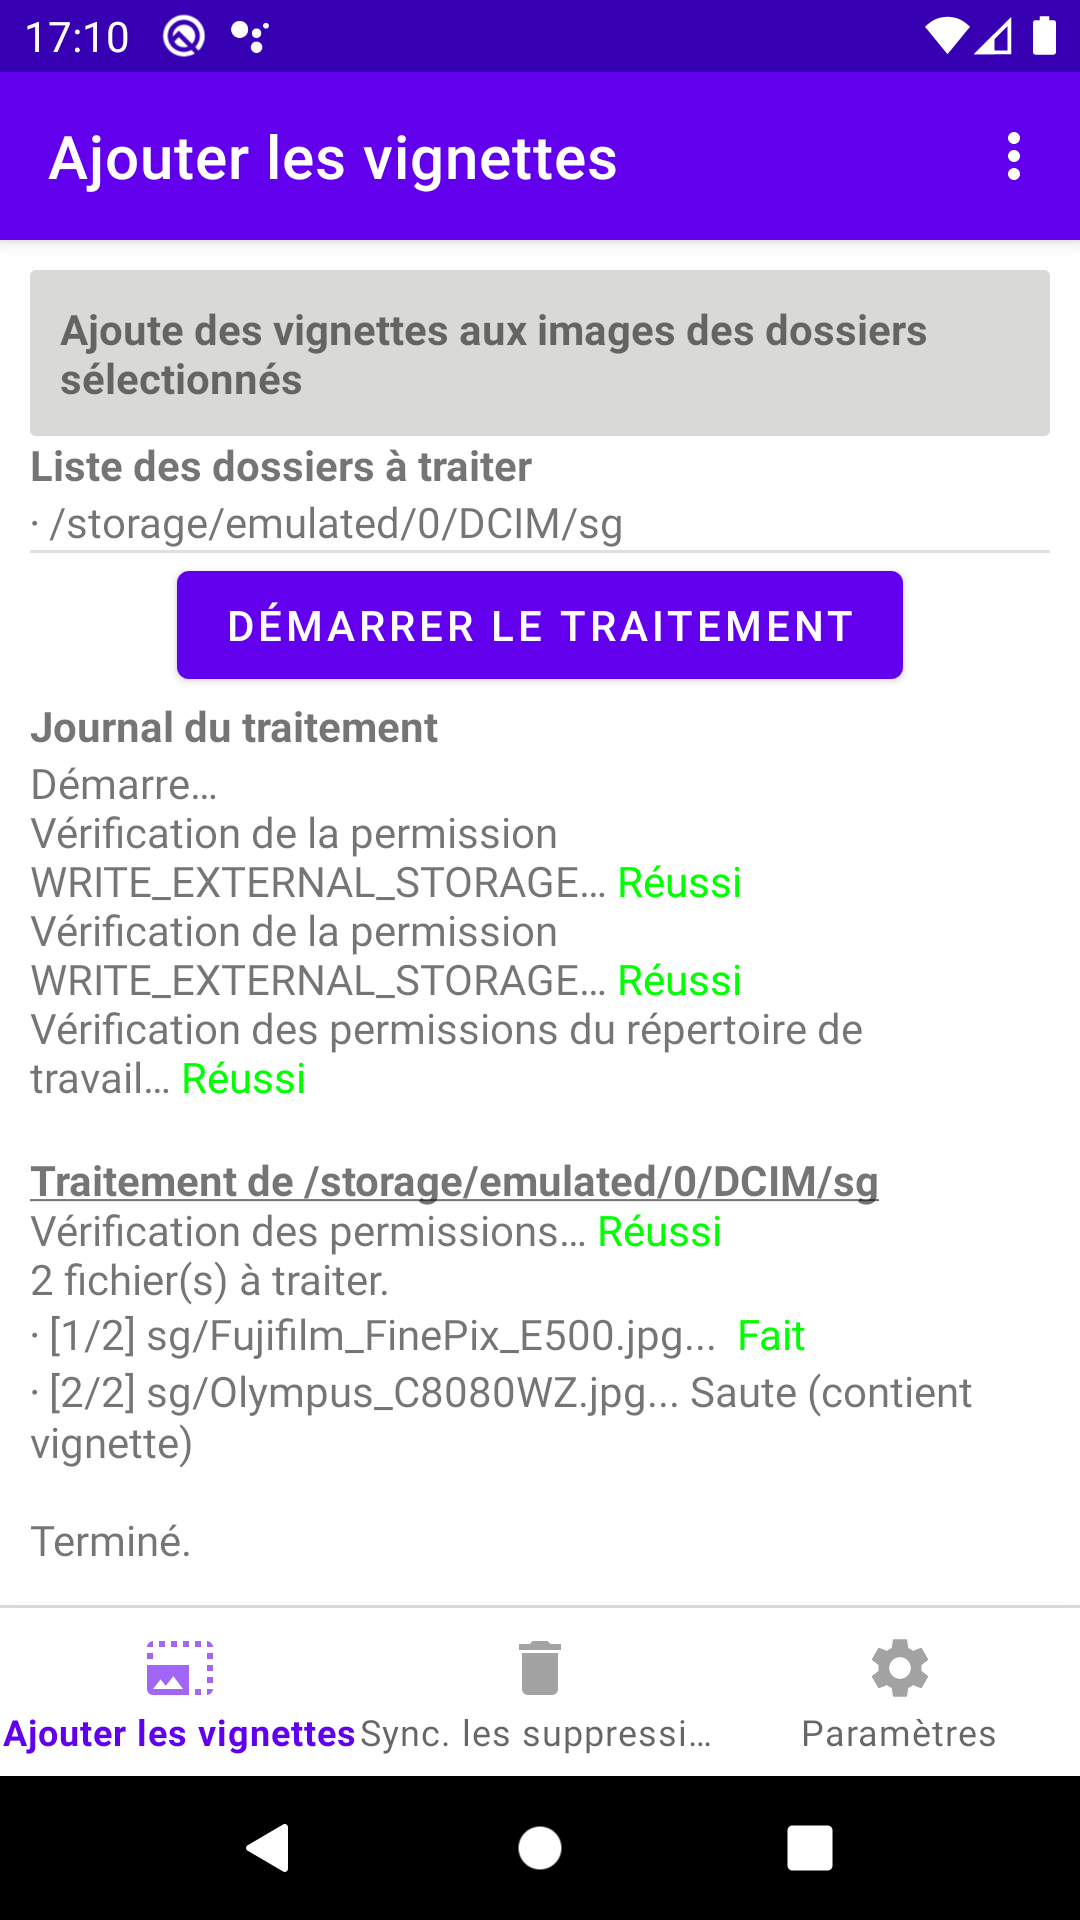 17:10
Ajouter les vignettes
Ajoute des vignettes aux images des dossiers
sélectionnés
Liste des dossiers à traiter
· /storage/emulated/0/DCIM/sg
DÉMARRER LE TRAITEMENT
Journal du traitement
Démarre…
Vérification de la permission
WRITE_EXTERNAL_STORAGE… Réussi
Vérification de la permission
WRITE_EXTERNAL_STORAGE… Réussi
Vérification des permissions du répertoire de
travail… Réussi
Traitement de /storage/emulated/0/DCIM/sg
Vérification des permissions… Réussi
2 fichier(s) à traiter.
· [1/2] sg/Fujifilm_FinePix_E500.jpg... Fait
· [2/2] sg/Olympus_C8080WZ.jpg... Saute (contient
vignette)
Terminé.
Ajouter les vignettes Sync. les suppressi… Paramètres